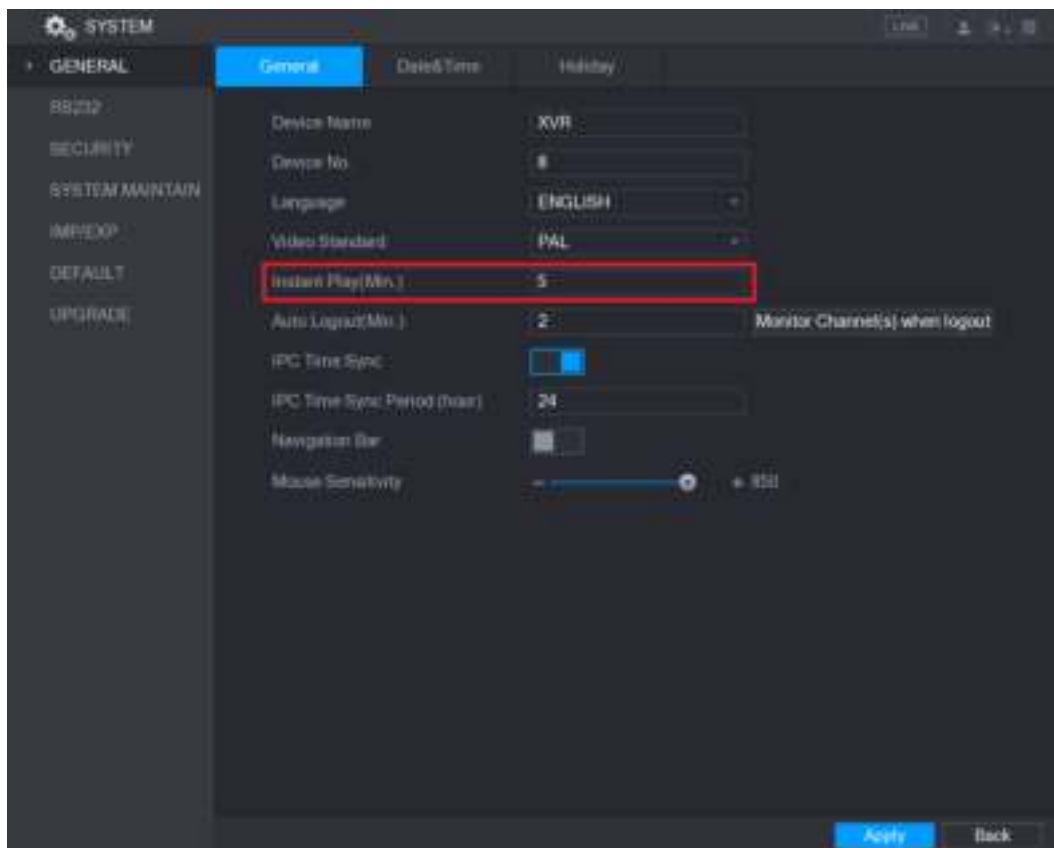 SYSTEM
LIVE
GENERAL
RS232
SECURITY
SYSTEM MAINTAIN
IMP/EXP
DEFAULT
UPGRADE
General Date&Time Holiday
Device Name XVR
Device No. 8
Language ENGLISH
Video Standard PAL
Instant Play(Min.) 5
Auto Logout(Min.) 2 Monitor Channel(s) when logout
IPC Time Sync
IPC Time Sync Period (hour) 24
Navigation Bar
Mouse Sensitivity
Apply Back